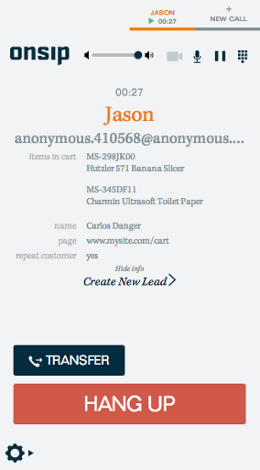 JASON
00:27
+
NEW CALL
onsip
00:27
Jason
anonymous.410568@anonymous....
items in cart MS-298JK00
Hutzler 571 Banana Slicer
MS-345DF11
Charmin Ultrasoft Toilet Paper
name Carlos Danger
page www.mysite.com/cart
repeat customer yes
Hide info
Create New Lead
TRANSFER
HANG UP